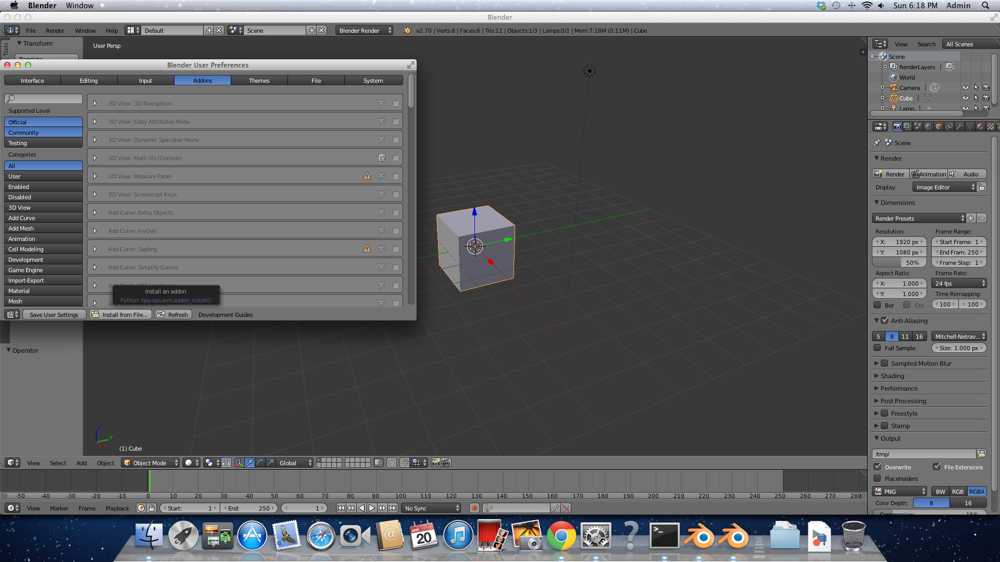 Blender Window
Sun 6:18 PM Admin
Blender
File Render Window Help Default Scene Blender Render v2.70 | Verts:8 | Faces:6 | Tris:12 | Objects:1/3 | Lamps:0/1 | Mem:7.18M (0.11M) | Cube
Tools
Transform
Translate
User Persp
Blender User Preferences
Interface Editing Input Addons Themes File System
Supported Level
Official
Community
Testing
Categories
All
User
Enabled
Disabled
3D View
Add Curve
Add Mesh
Animation
Cell Modeling
Development
Game Engine
Import-Export
Material
Mesh
3D View: 3D Navigation
3D View: Copy Attributes Menu
3D View: Dynamic Spacebar Menu
3D View: Math Vis (Console)
3D View: Measure Panel
3D View: Screencast Keys
Add Curve: Extra Objects
Add Curve: IvyGen
Add Curve: Sapling
Add Curve: Simplify Curves
Install an addon
Python: bpy.ops.wm.addon_install()
Save User Settings Install from File... Refresh Development Guides
Operator
z
y
x
(1) Cube
View Select Add Object Object Mode Global
-50 -40 -30 -20 -10 0 10 20 30 40 50 60 70 80 90 100 110 120 130 140 150 160 170 180 190 200 210 220 230 240 250 260 270 280
View Marker Frame Playback Start: 1 End: 250 1 No Sync
View Search All Scenes
Scene
RenderLayers |
World
Camera |
Cube |
Lamp |
Scene
Render
Render Animation Audio
Display: Image Editor
Dimensions
Render Presets
Resolution: Frame Range:
X: 1920 px Start Frame: 1
Y: 1080 px End Fram: 250
50% Frame Step: 1
Aspect Ratio: Frame Rate:
X: 1.000 24 fps
Y: 1.000 Time Remapping:
Bor Cro 100 100
Anti-Aliasing
5 8 11 16 Mitchell-Netrav...
Full Sample Size: 1.000 px
Sampled Motion Blur
Shading
Performance
Post Processing
Freestyle
Stamp
Output
/tmp/
Overwrite File Extensions
Placeholders
PNG BW RGB RGBA
Color Depth: 8 16
Compression: 15%
APR
20